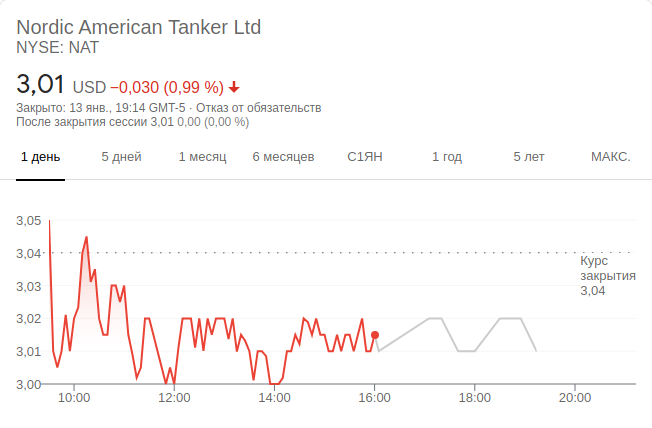 Nordic American Tanker Ltd
NYSE: NAT
3,01 USD −0,030 (0,99 %)
Закрыто: 13 янв., 19:14 GMT-5 · Отказ от обязательств
После закрытия сессии 3,01 0,00 (0,00 %)
1 день 5 дней 1 месяц 6 месяцев С1ЯН 1 год 5 лет МАКС.
3,05
3,04
Курс
закрытия
3,04
3,03
3,02
3,01
3,00
10:00 12:00 14:00 16:00 18:00 20:00